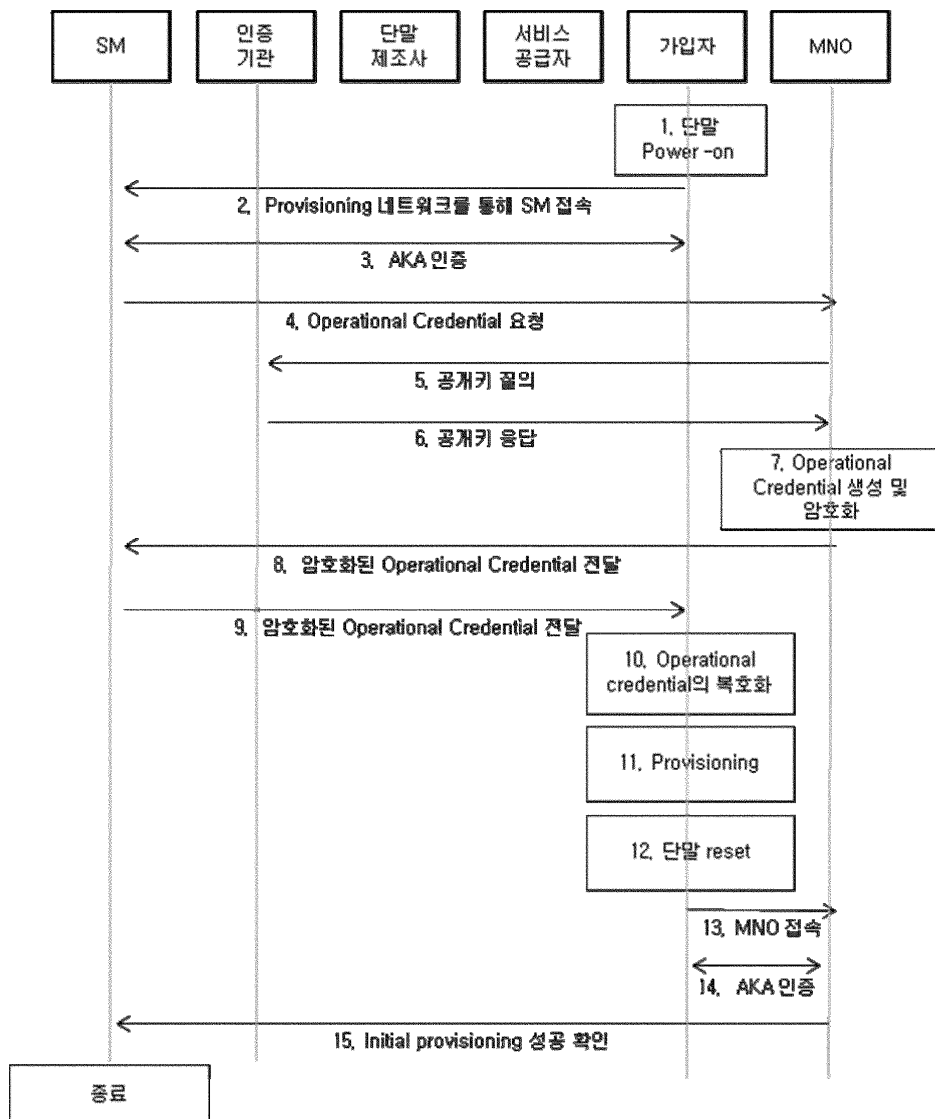 SM
인증
기관
단말
제조사
서비스
공급자
가입자
MNO
1, 단말
Power-on
2, Provisioning 네트워크를 통해 SM 접속
3, AKA 인증
4, Operational Credential 요청
5, 공개키 질의
6, 공개키 응답
7, Operational
Credential 생성 및
암호화
8, 암호화된 Operational Credential 전달
9, 암호화된 Operational Credential 전달
10, Operational
credential의 복호화
11, Provisioning
12, 단말 reset
13, MNO 접속
14, AKA 인증
15, Initial provisioning 성공 확인
종료